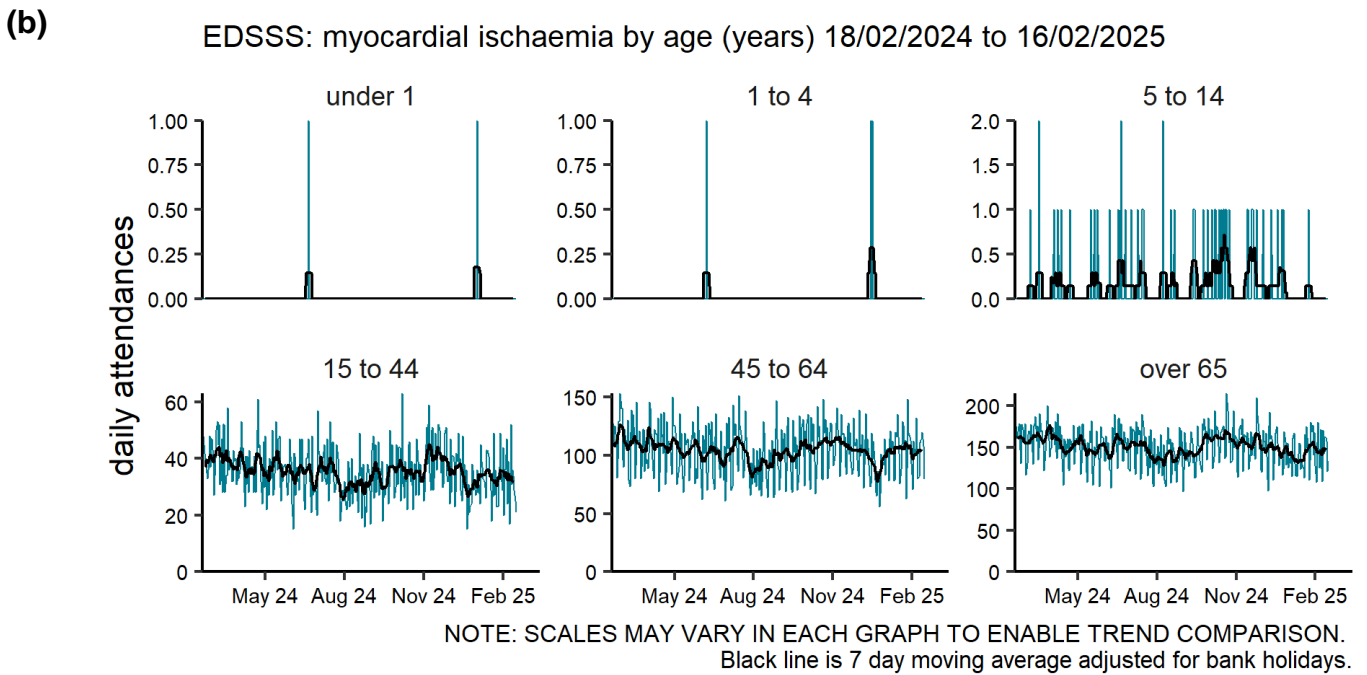 (b)
EDSSS: myocardial ischaemia by age (years) 18/02/2024 to 16/02/2025
daily attendances
under 1
1.00
0.75
0.50
0.25
0.00
1 to 4
1.00
0.75
0.50
0.25
0.00
5 to 14
2.0
1.5
1.0
0.5
0.0
15 to 44
60
40
20
0
May 24 Aug 24 Nov 24 Feb 25
45 to 64
150
100
50
0
May 24 Aug 24 Nov 24 Feb 25
over 65
200
150
100
50
0
May 24 Aug 24 Nov 24 Feb 25
NOTE: SCALES MAY VARY IN EACH GRAPH TO ENABLE TREND COMPARISON.
Black line is 7 day moving average adjusted for bank holidays.